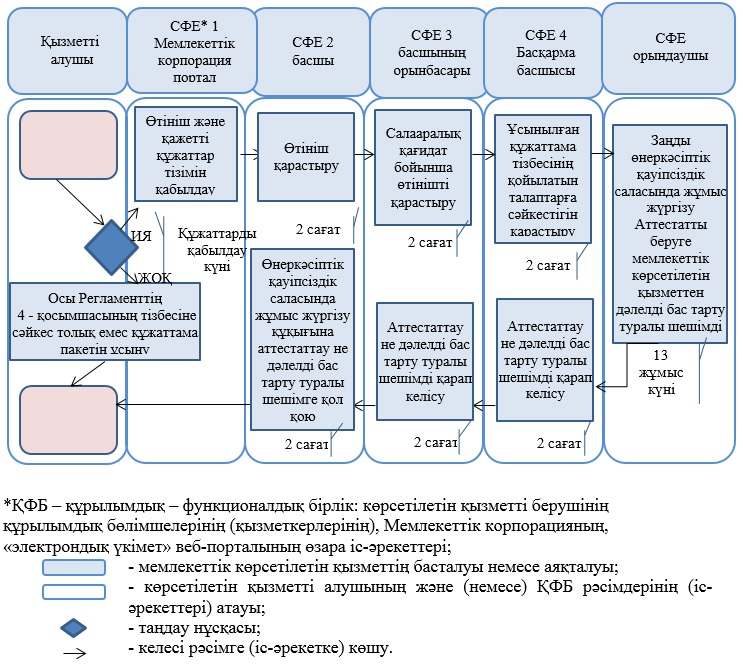 Қызметті
алушы
СФЕ* 1
Мемлекеттік
корпорация
портал
СФЕ 2
басшы
СФЕ 3
басшының
орынбасары
СФЕ 4
Басқарма
басшысы
СФЕ
орындаушы
Өтініш және
қажетті
құжаттар
тізімін
қабылдау
Өтініш
қарастыру
Салааралық
қағидат
бойынша
өтінішті
қарастыру
Ұсынылған
құжаттама
тізбесінің
қойылатын
талаптарға
сәйкестігін
қарастыру
Заңды
өнеркәсіптік
қауіпсіздік
саласында
жұмыс
жүргізу
Аттестатты
беруге
мемлекеттік
көрсетілетін
қызметтен
дәлелді бас
тарту туралы
шешімді
ИЯ
ЖОҚ
Құжаттарды
қабылдау
күні
2 сағат
2 сағат
2 сағат
13
жұмыс
күні
Осы Регламенттің
4 - қосымшасының тізбесіне
сәйкес толық емес құжаттама
пакетін ұсыну
Өнеркәсіптік
қауіпсіздік
саласында
жұмыс жүргізу
құқығына
аттестаттау не
дәлелді бас
тарту туралы
шешімге қол
қою
Аттестаттау
не дәлелді бас
тарту туралы
шешімді қарап
келісу
Аттестаттау
не дәлелді бас
тарту туралы
шешімді қарап
келісу
2 сағат
2 сағат
2 сағат
*ҚФБ – құрылымдық – функционалдық бірлік: көрсетілетін қызметті берушінің
құрылымдық бөлімшелерінің (қызметкерлерінің), Мемлекеттік корпорацияның,
«электрондық үкімет» веб-порталының өзара іс-әрекеттері;
- мемлекеттік көрсетілетін қызметтің басталуы немесе аяқталуы;
- көрсетілетін қызметті алушының және (немесе) ҚФБ рәсімдерінің (іс-
әрекеттері) атауы;
- таңдау нұсқасы;
- келесі рәсімге (іс-әрекетке) көшу.